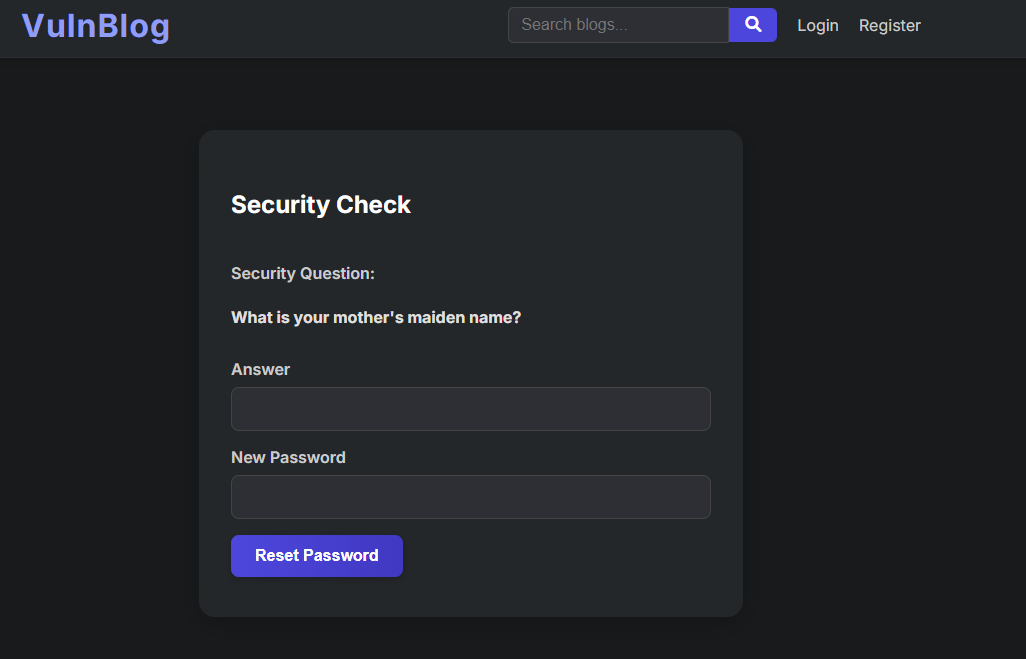 VulnBlog
Search blogs...
Login
Register
Security Check
Security Question:
What is your mother's maiden name?
Answer
New Password
Reset Password